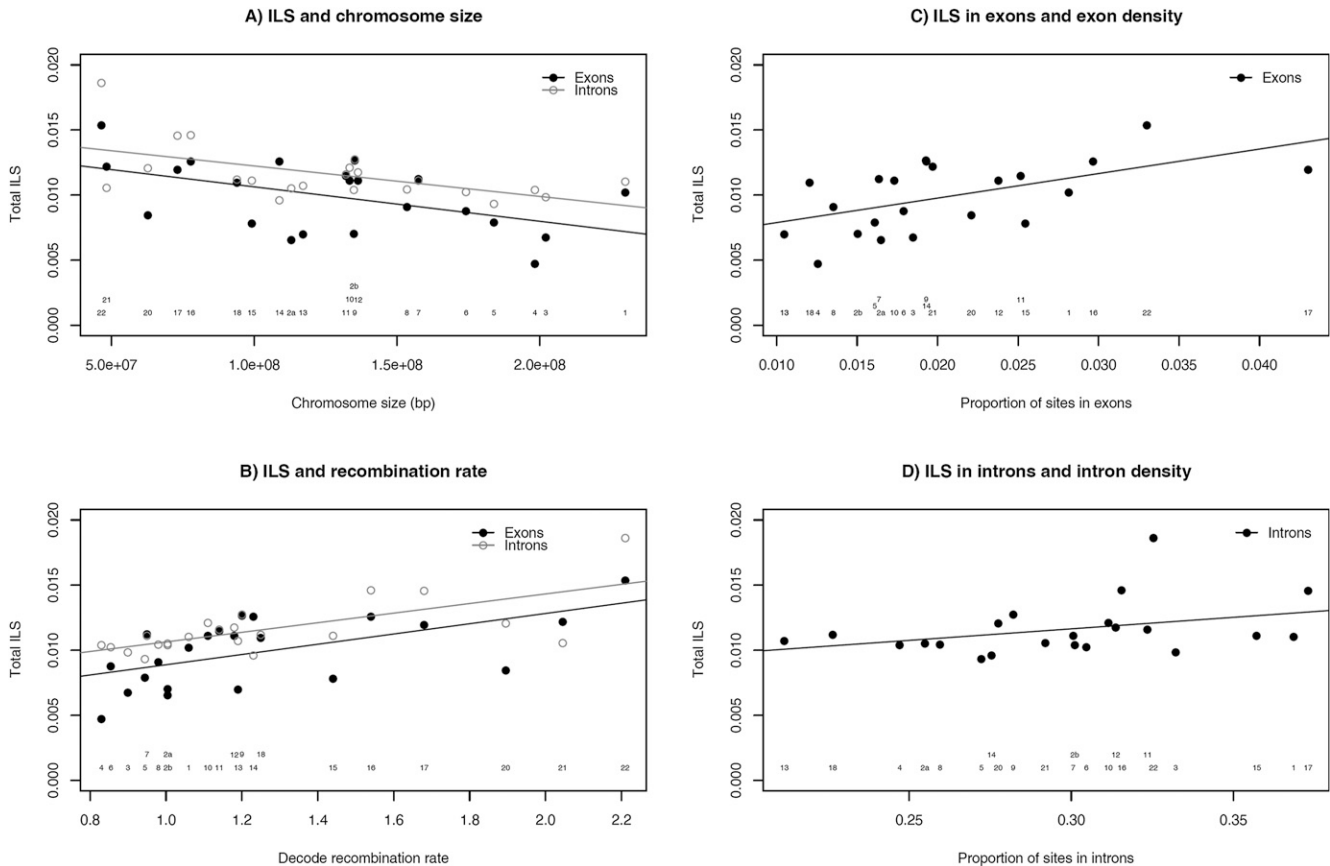 A) ILS and chromosome size
Total ILS
0.000 0.005 0.010 0.015 0.020
Exons
Introns
2b
21 10 12
22 20 17 16 18 15 14 2a 13 11 9 8 7 6 5 4 3 1
5.0e+07 1.0e+08 1.5e+08 2.0e+08
Chromosome size (bp)
C) ILS in exons and exon density
Total ILS
0.000 0.005 0.010 0.015 0.020
Exons
7 9 11
5 14
13 18 4 8 2b 2a 10 6 3 21 20 12 15 1 16 22 17
0.010 0.015 0.020 0.025 0.030 0.035 0.040
Proportion of sites in exons
B) ILS and recombination rate
Total ILS
0.000 0.005 0.010 0.015 0.020
Exons
Introns
7 2a 12 9 18
4 6 3 5 8 2b 1 10 11 13 14 15 16 17 20 21 22
0.8 1.0 1.2 1.4 1.6 1.8 2.0 2.2
Decode recombination rate
D) ILS in introns and intron density
Total ILS
0.000 0.005 0.010 0.015 0.020
Introns
14 2b 12 11
13 18 4 2a 8 5 20 9 21 7 6 10 16 22 3 15 1 17
0.25 0.30 0.35
Proportion of sites in introns